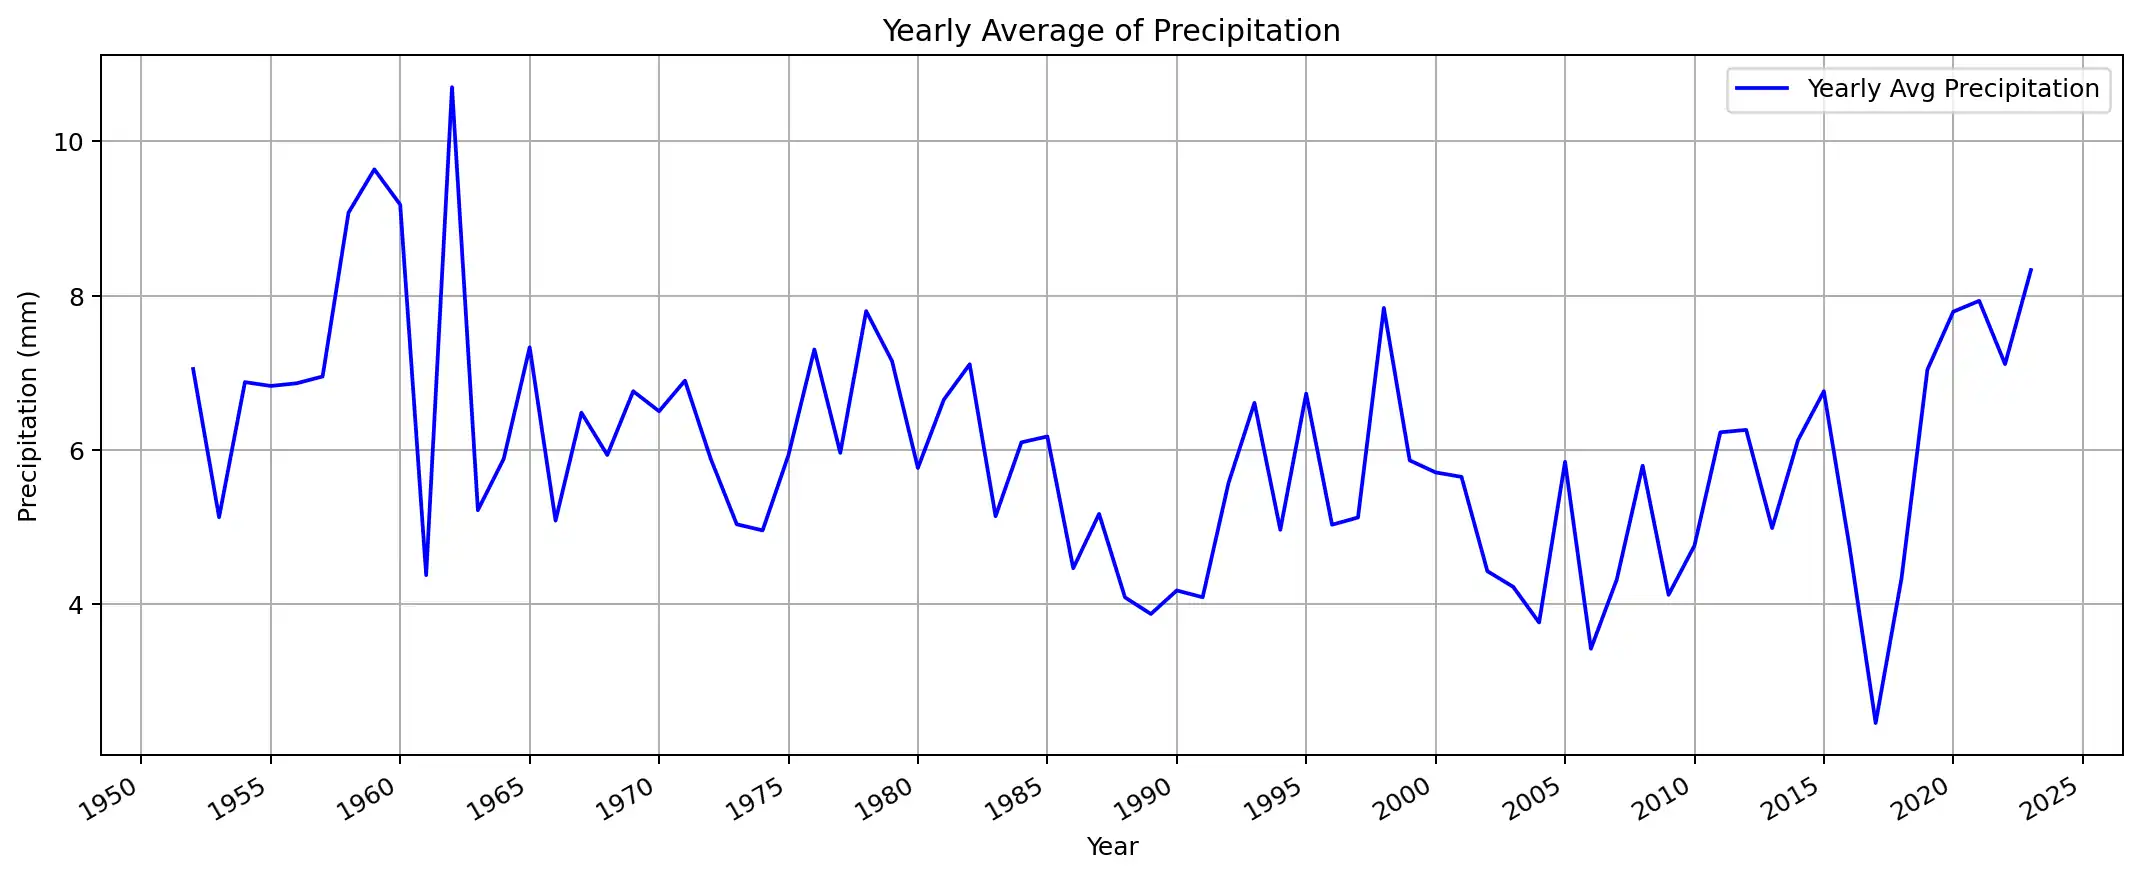 Yearly Average of Precipitation
Yearly Avg Precipitation
Precipitation (mm)
10
8
6
4
1950 1955 1960 1965 1970 1975 1980 1985 1990 1995 2000 2005 2010 2015 2020 2025
Year